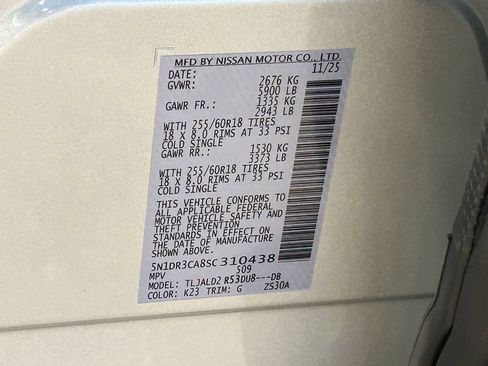 MFD BY NISSAN MOTOR CO., LTD.
DATE: 11/25
GVWR: 2676 KG
5900 LB
GAWR FR.: 1335 KG
2943 LB
WITH 255/60R18 TIRES
18 X 8.0 RIMS AT 33 PSI
COLD SINGLE
GAWR RR.: 1530 KG
3373 LB
WITH 255/60R18 TIRES
18 X 8.0 RIMS AT 33 PSI
COLD SINGLE
THIS VEHICLE CONFORMS TO
ALL APPLICABLE FEDERAL
MOTOR VEHICLE SAFETY AND
THEFT PREVENTION
STANDARDS IN EFFECT ON
THE DATE OF MANUFACTURE
SHOWN ABOVE.
5N1DR3CA8SC310438
MPV 509
MODEL: TLJALD2 R53DU8---DB
COLOR: K23 TRIM: G ZS30A